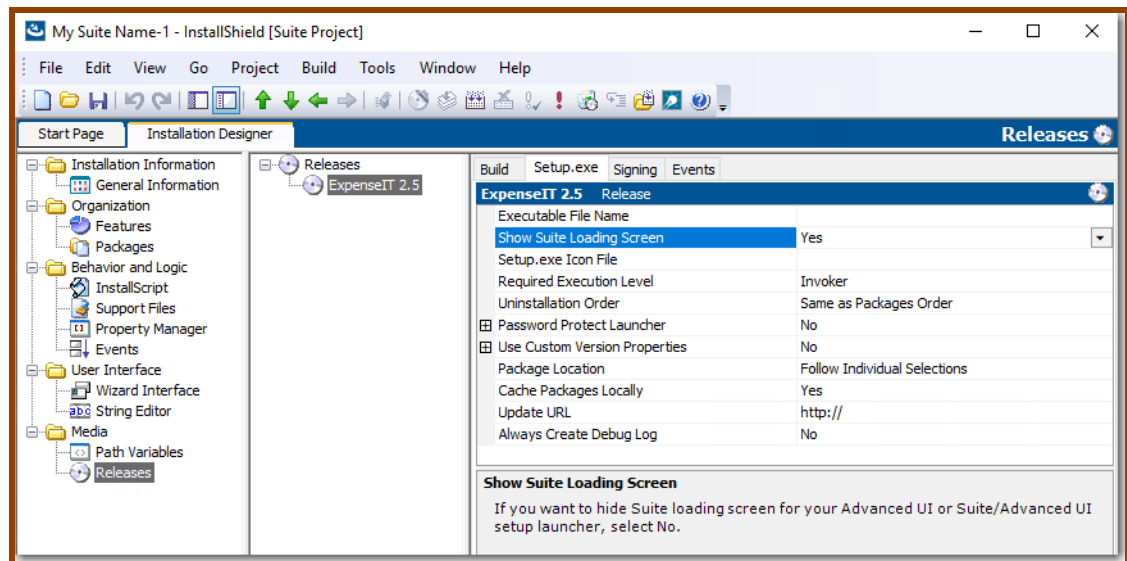 My Suite Name-1 - InstallShield [Suite Project]
File Edit View Go Project Build Tools Window Help
Start Page Installation Designer Releases
Installation Information
General Information
Organization
Features
Packages
Behavior and Logic
InstallScript
Support Files
Property Manager
Events
User Interface
Wizard Interface
abc String Editor
Media
Path Variables
Releases
Releases
ExpenseIT 2.5
Build Setup.exe Signing Events
ExpenseIT 2.5 Release
Executable File Name
Show Suite Loading Screen Yes
Setup.exe Icon File
Required Execution Level Invoker
Uninstallation Order Same as Packages Order
Password Protect Launcher No
Use Custom Version Properties No
Package Location Follow Individual Selections
Cache Packages Locally Yes
Update URL http://
Always Create Debug Log No
Show Suite Loading Screen
If you want to hide Suite loading screen for your Advanced UI or Suite/Advanced UI
setup launcher, select No.